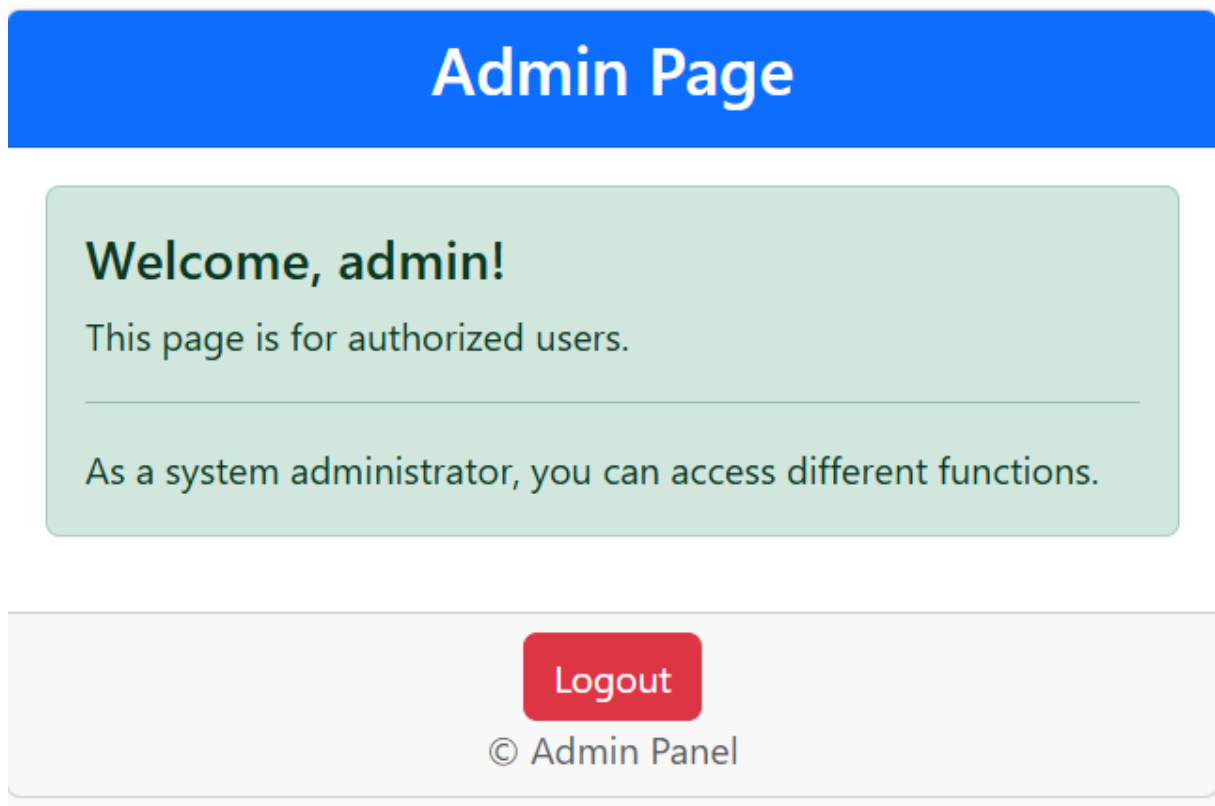 Admin Page
Welcome, admin!
This page is for authorized users.
As a system administrator, you can access different functions.
Logout
© Admin Panel